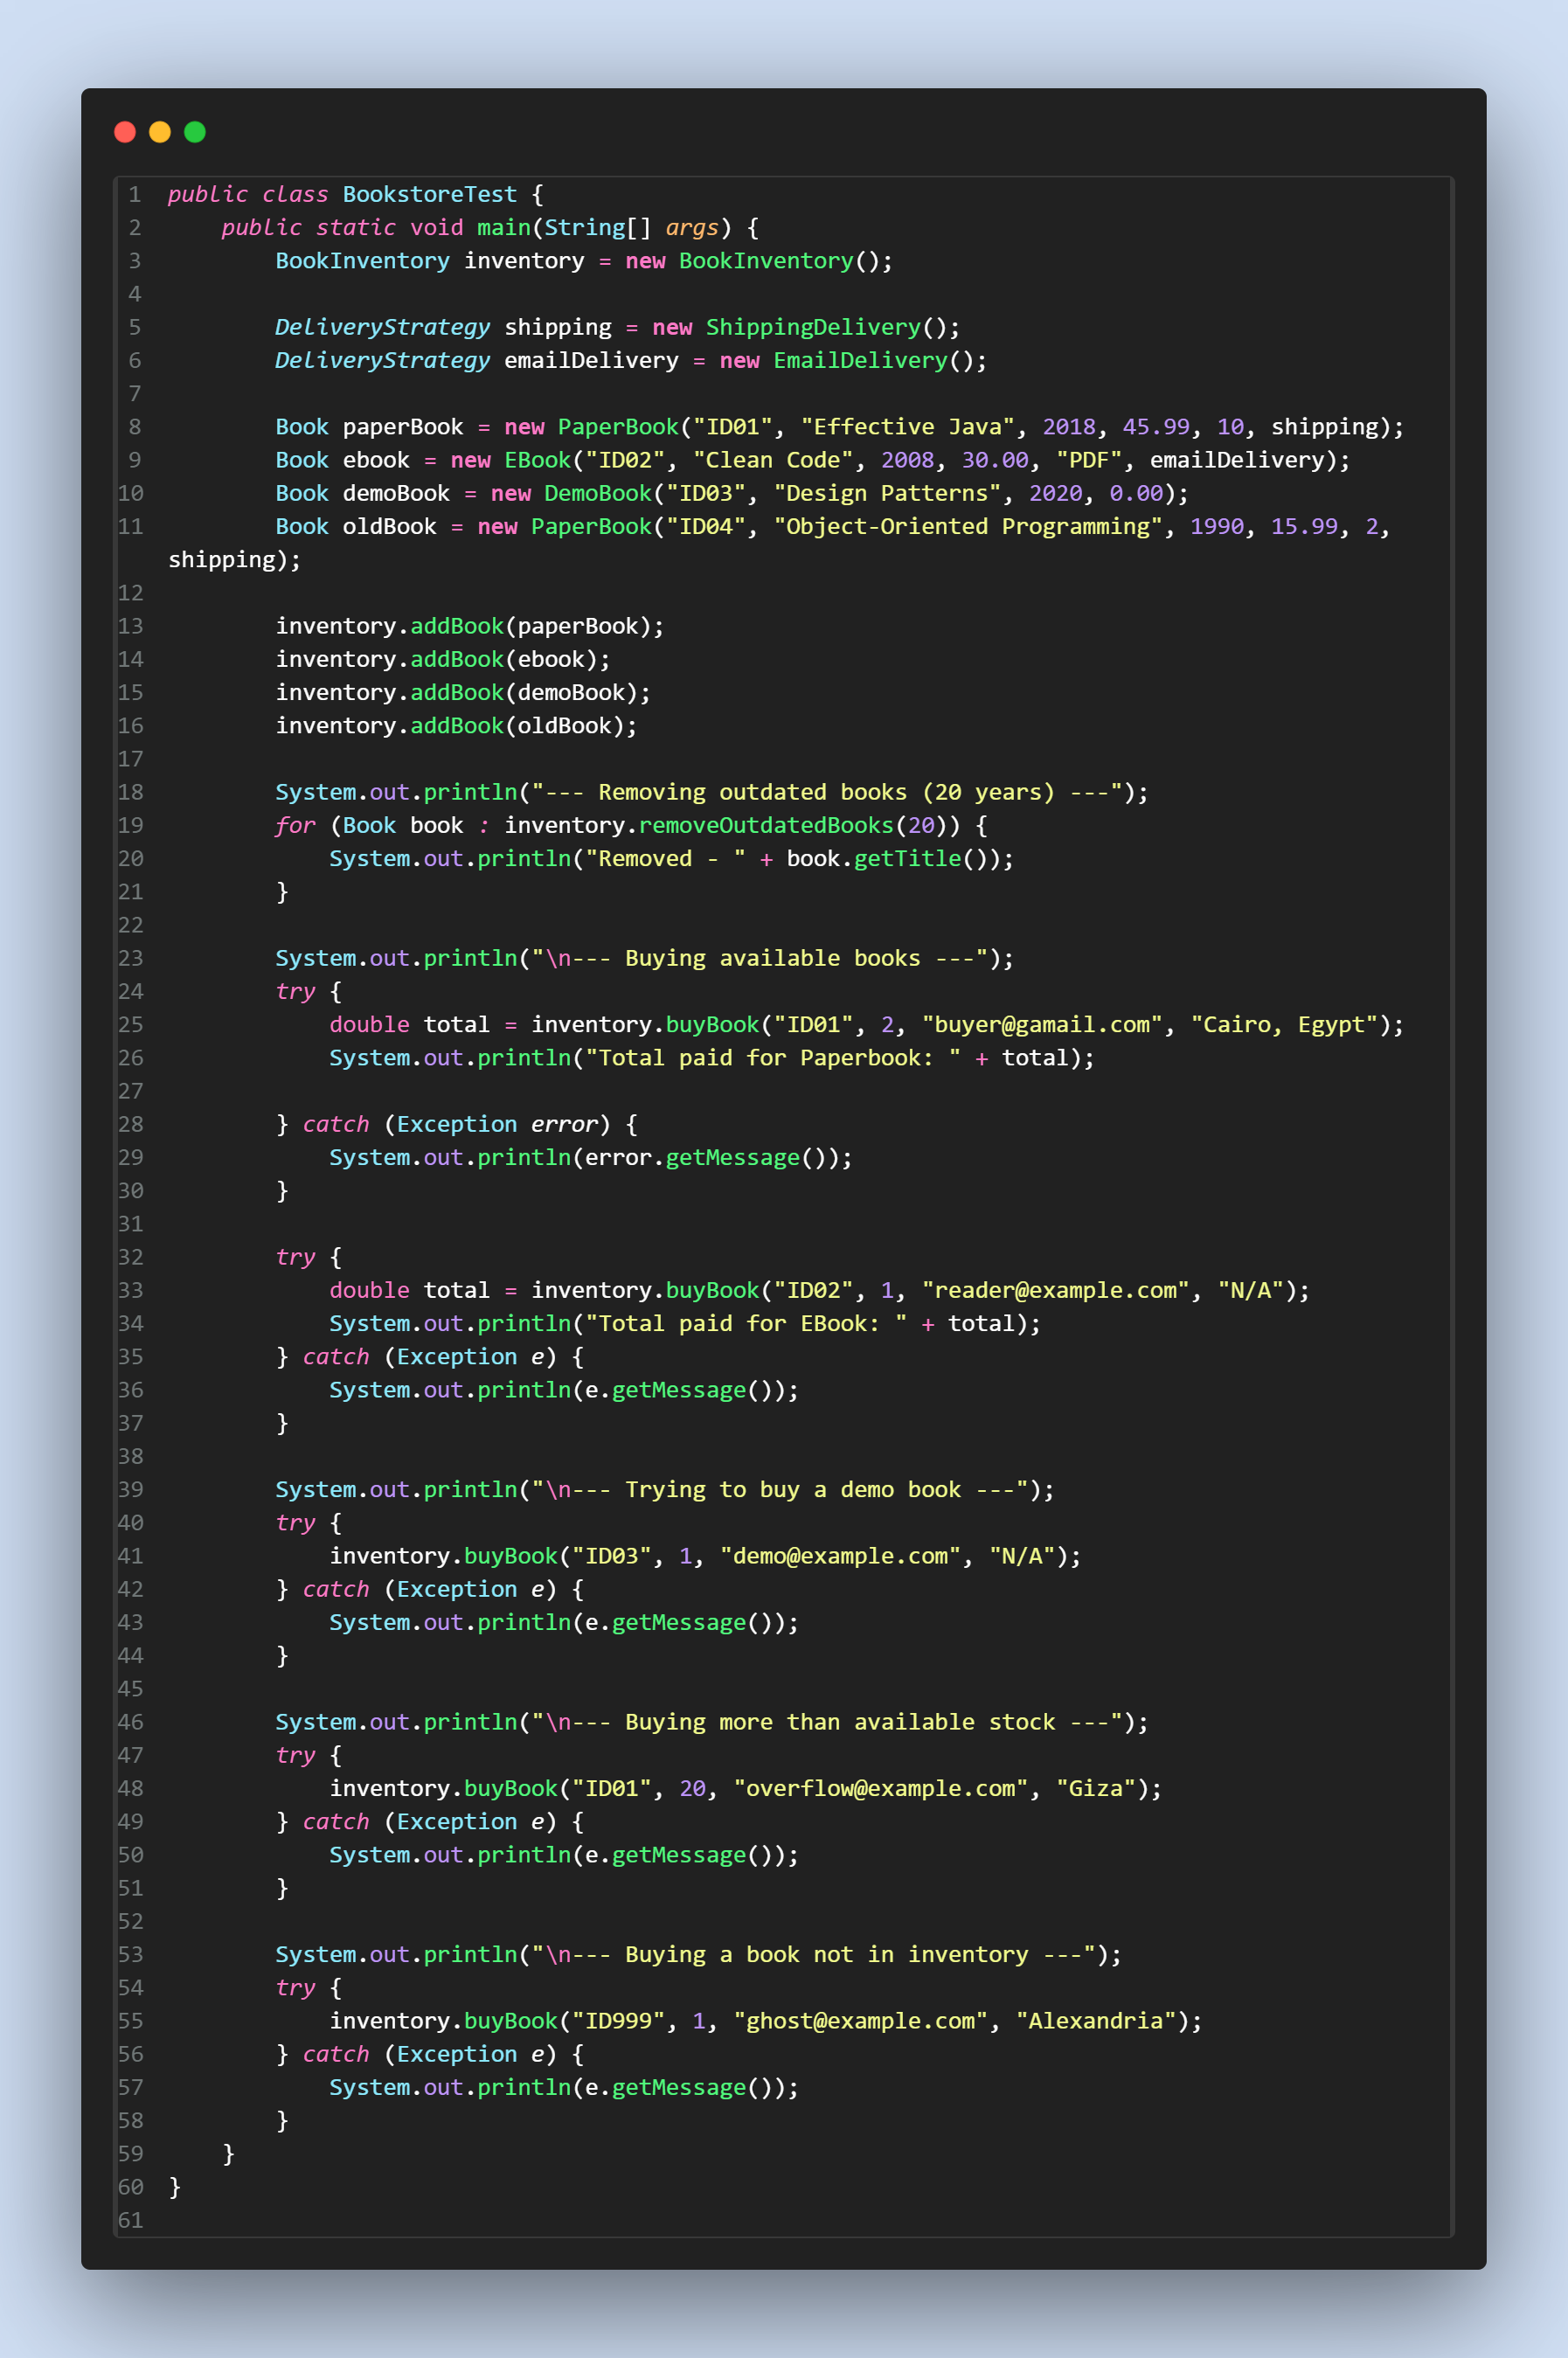 1 public class BookstoreTest {
2     public static void main(String[] args) {
3         BookInventory inventory = new BookInventory();
4
5         DeliveryStrategy shipping = new ShippingDelivery();
6         DeliveryStrategy emailDelivery = new EmailDelivery();
7
8         Book paperBook = new PaperBook("ID01", "Effective Java", 2018, 45.99, 10, shipping);
9         Book ebook = new EBook("ID02", "Clean Code", 2008, 30.00, "PDF", emailDelivery);
10         Book demoBook = new DemoBook("ID03", "Design Patterns", 2020, 0.00);
11         Book oldBook = new PaperBook("ID04", "Object-Oriented Programming", 1990, 15.99, 2,
shipping);
12
13         inventory.addBook(paperBook);
14         inventory.addBook(ebook);
15         inventory.addBook(demoBook);
16         inventory.addBook(oldBook);
17
18         System.out.println("--- Removing outdated books (20 years) ---");
19         for (Book book : inventory.removeOutdatedBooks(20)) {
20             System.out.println("Removed - " + book.getTitle());
21         }
22
23         System.out.println("\n--- Buying available books ---");
24         try {
25             double total = inventory.buyBook("ID01", 2, "buyer@gamail.com", "Cairo, Egypt");
26             System.out.println("Total paid for Paperbook: " + total);
27
28         } catch (Exception error) {
29             System.out.println(error.getMessage());
30         }
31
32         try {
33             double total = inventory.buyBook("ID02", 1, "reader@example.com", "N/A");
34             System.out.println("Total paid for EBook: " + total);
35         } catch (Exception e) {
36             System.out.println(e.getMessage());
37         }
38
39         System.out.println("\n--- Trying to buy a demo book ---");
40         try {
41             inventory.buyBook("ID03", 1, "demo@example.com", "N/A");
42         } catch (Exception e) {
43             System.out.println(e.getMessage());
44         }
45
46         System.out.println("\n--- Buying more than available stock ---");
47         try {
48             inventory.buyBook("ID01", 20, "overflow@example.com", "Giza");
49         } catch (Exception e) {
50             System.out.println(e.getMessage());
51         }
52
53         System.out.println("\n--- Buying a book not in inventory ---");
54         try {
55             inventory.buyBook("ID999", 1, "ghost@example.com", "Alexandria");
56         } catch (Exception e) {
57             System.out.println(e.getMessage());
58         }
59     }
60 }
61